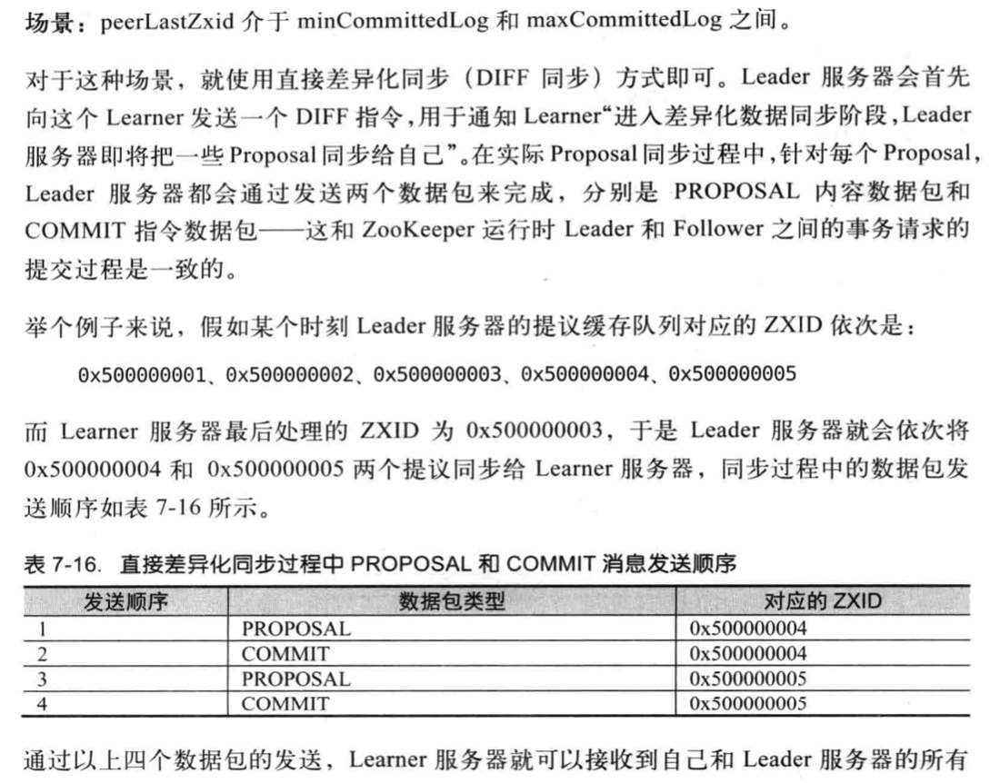 场景：peerLastZxid 介于 minCommittedLog 和 maxCommittedLog 之间。
对于这种场景，就使用直接差异化同步（DIFF 同步）方式即可。Leader 服务器会首先
向这个 Learner 发送一个 DIFF 指令，用于通知 Learner“进入差异化数据同步阶段，Leader
服务器即将把一些 Proposal 同步给自己”。在实际 Proposal 同步过程中，针对每个 Proposal，
Leader 服务器都会通过发送两个数据包来完成，分别是 PROPOSAL 内容数据包和
COMMIT 指令数据包——这和 ZooKeeper 运行时 Leader 和 Follower 之间的事务请求的
提交过程是一致的。
举个例子来说，假如某个时刻 Leader 服务器的提议缓存队列对应的 ZXID 依次是：
0x500000001、0x500000002、0x500000003、0x500000004、0x500000005
而 Learner 服务器最后处理的 ZXID 为 0x500000003，于是 Leader 服务器就会依次将
0x500000004 和 0x500000005 两个提议同步给 Learner 服务器，同步过程中的数据包发
送顺序如表 7-16 所示。
表 7-16. 直接差异化同步过程中 PROPOSAL 和 COMMIT 消息发送顺序
发送顺序 数据包类型 对应的 ZXID
1 PROPOSAL 0x500000004
2 COMMIT 0x500000004
3 PROPOSAL 0x500000005
4 COMMIT 0x500000005
通过以上四个数据包的发送，Learner 服务器就可以接收到自己和 Leader 服务器的所有